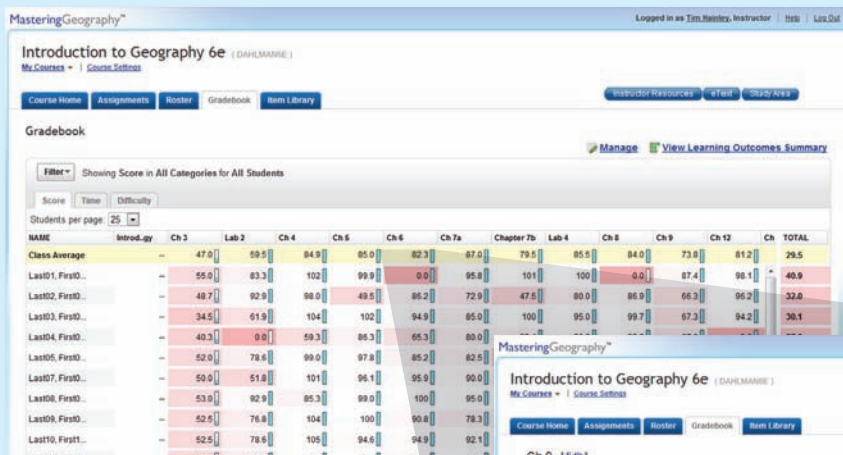 MasteringGeography™
Logged in as Tim Hainley, Instructor | Help | Log Out
Introduction to Geography 6e ( DAHLMANSE )
My Courses | Course Settings
Course Home Assignments Roster Gradebook Item Library
Instructor Resources eText Study Area
Gradebook
Manage View Learning Outcomes Summary
Filter Showing Score in All Categories for All Students
Score Time Difficulty
Students per page: 25
NAME Introd...gy Ch 3 Lab 2 Ch 4 Ch 5 Ch 6 Ch 7a Chapter 7b Lab 4 Ch 8 Ch 9 Ch 12 Ch TOTAL
Class Average -- 47.0 59.5 84.9 85.0 82.3 87.0 79.5 85.5 84.0 73.8 81.2 29.5
Last01, First0... -- 55.0 83.3 102 99.9 0.0 95.8 101 100 0.0 87.4 98.1 40.9
Last02, First0... -- 48.7 92.9 98.0 49.5 86.2 72.9 47.5 80.0 86.9 66.3 96.2 32.0
Last03, First0... -- 34.5 61.9 104 102 94.9 85.0 100 95.0 99.7 67.3 94.2 30.1
Last04, First0... -- 40.3 0.0 59.3 86.3 65.3 80.0
Last05, First0... -- 52.0 78.6 99.0 97.8 85.2 82.5
Last07, First0... -- 50.0 51.8 101 96.1 95.9 90.0
Last08, First0... -- 53.0 92.9 85.3 99.0 100 95.0
Last09, First0... -- 52.5 76.8 104 100 90.8 78.3
Last10, First1... -- 52.5 78.6 105 94.6 94.9 92.1
MasteringGeography™
Introduction to Geography 6e ( DAHLMANSE )
My Courses | Course Settings
Course Home Assignments Roster Gradebook Item Library